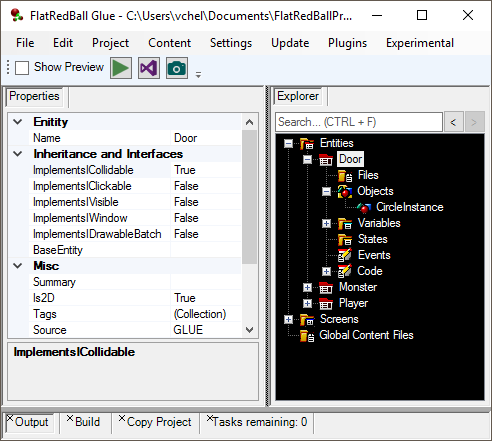 FlatRedBall Glue - C:\Users\vchel\Documents\FlatRedBallPr...
File Edit Project Content Settings Update Plugins Experimental
Show Preview
Properties
Enitity
Name Door
Inheritance and Interfaces
ImplementsICollidable True
ImplementsIClickable False
ImplementsIVisible False
ImplementsIWindow False
ImplementsIDrawableBatch False
BaseEntity
Misc
Summary
Is2D True
Tags (Collection)
Source GLUE
ImplementsICollidable
Explorer
Search... (CTRL + F) < >
Entities
Door
Files
Objects
CircleInstance
Variables
States
Events
Code
Monster
Player
Screens
Global Content Files
Output Build Copy Project Tasks remaining: 0